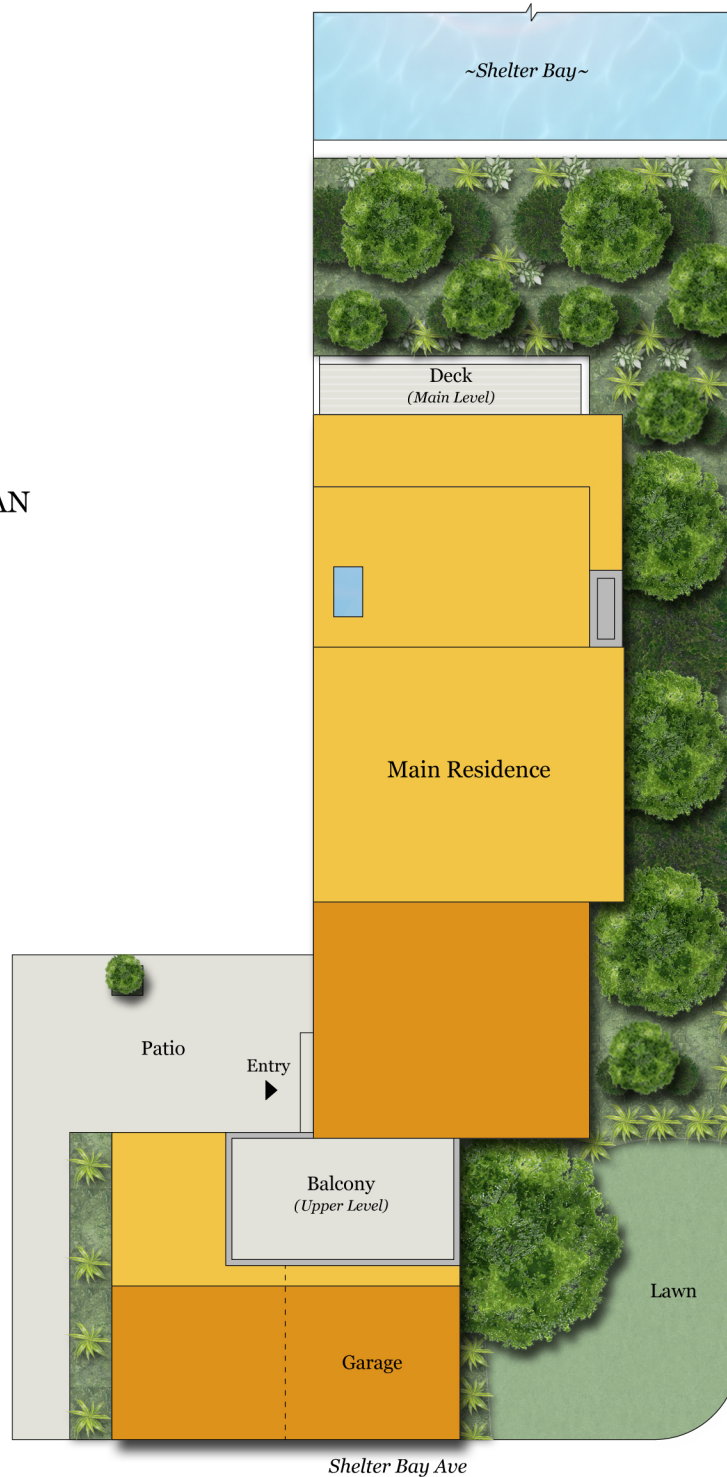 ~Shelter Bay~
Deck
(Main Level)
Main Residence
Patio
Entry
Balcony
(Upper Level)
Lawn
Garage
Shelter Bay Ave